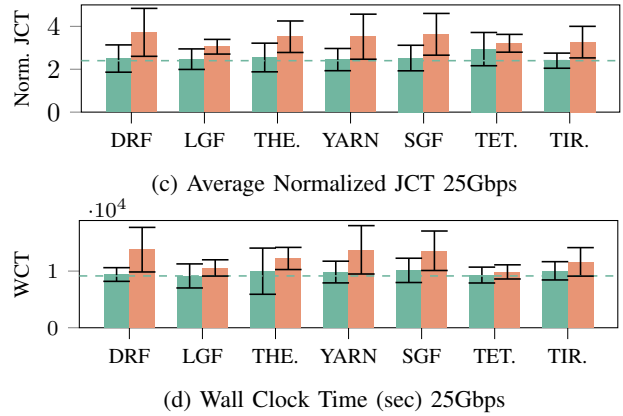 Norm. JCT
4
2
0
DRF LGF THE. YARN SGF TET. TIR.
(c) Average Normalized JCT 25Gbps
·10⁴
WCT
1
0
DRF LGF THE. YARN SGF TET. TIR.
(d) Wall Clock Time (sec) 25Gbps